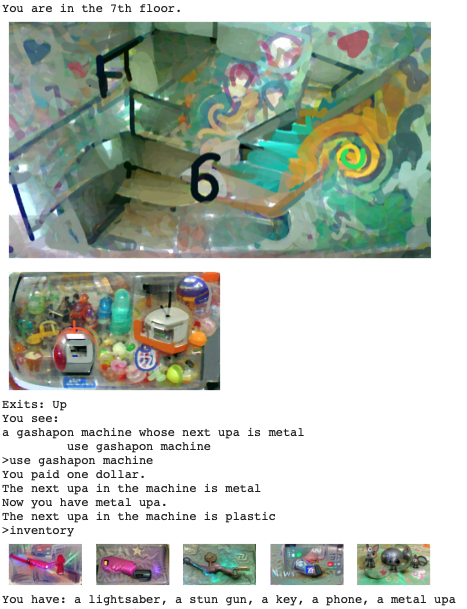 You are in the 7th floor.
6
Exits: Up
You see:
a gashapon machine whose next upa is metal
use gashapon machine
>use gashapon machine
You paid one dollar.
The next upa in the machine is metal
Now you have metal upa.
The next upa in the machine is plastic
>inventory
You have: a lightsaber, a stun gun, a key, a phone, a metal upa